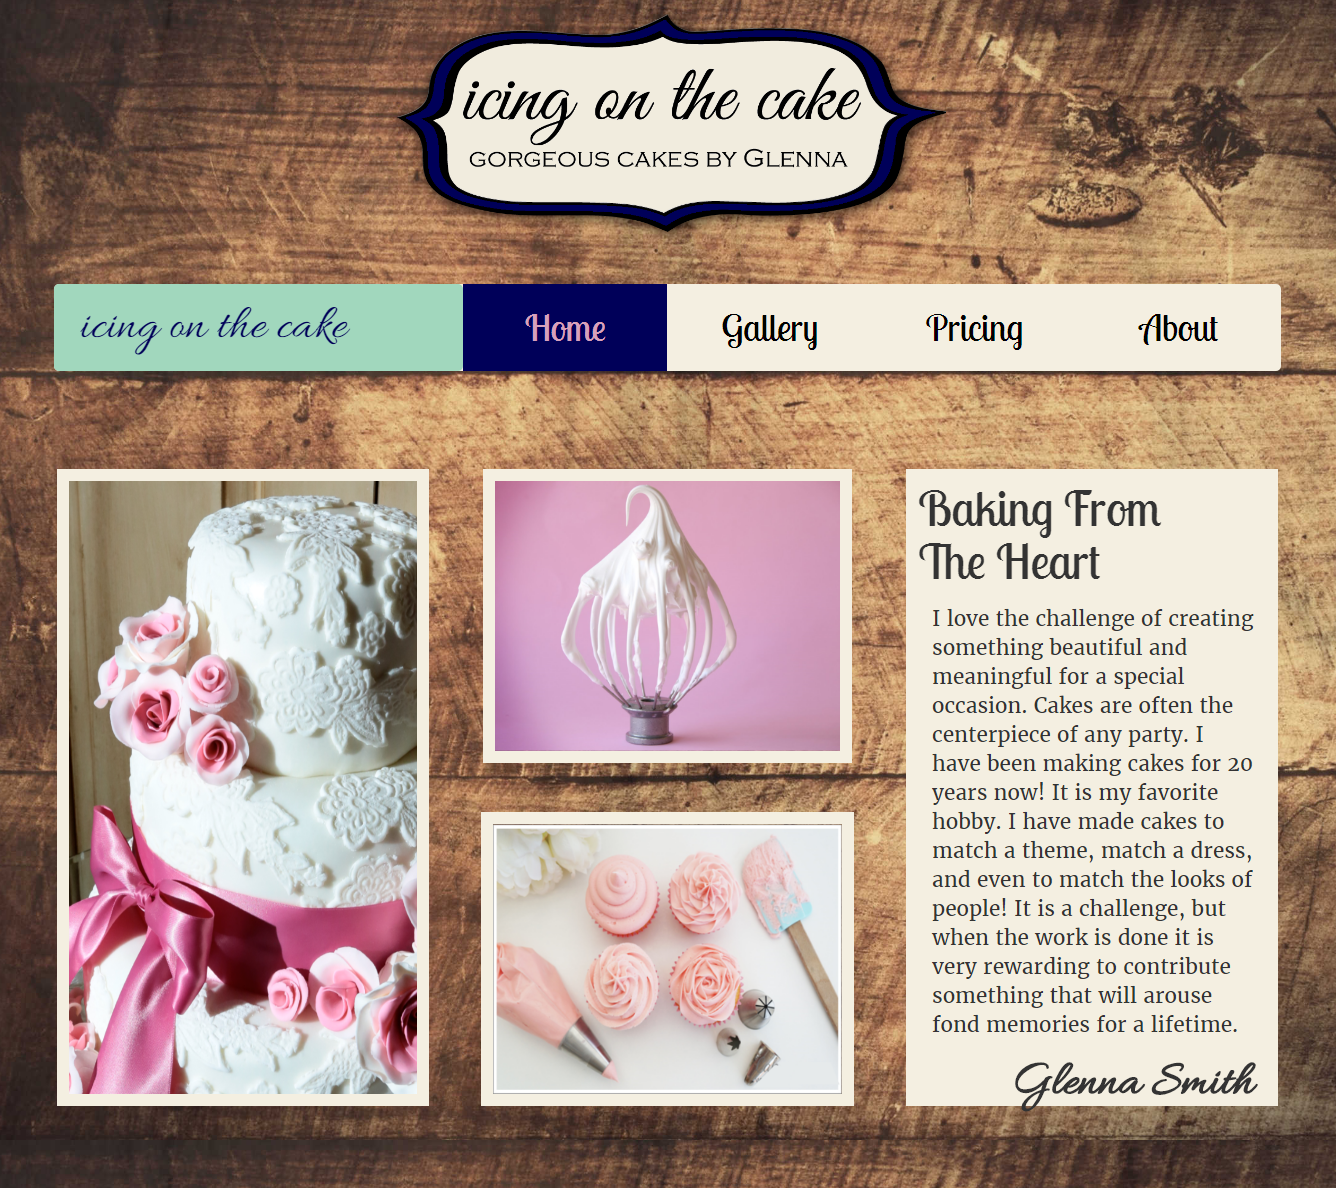 icing on the cake
GORGEOUS CAKES BY GLENNA
icing on the cake
Home
Gallery
Pricing
About
Baking From
The Heart
I love the challenge of creating
something beautiful and
meaningful for a special
occasion. Cakes are often the
centerpiece of any party. I
have been making cakes for 20
years now! It is my favorite
hobby. I have made cakes to
match a theme, match a dress,
and even to match the looks of
people! It is a challenge, but
when the work is done it is
very rewarding to contribute
something that will arouse
fond memories for a lifetime.
Glenna Smith